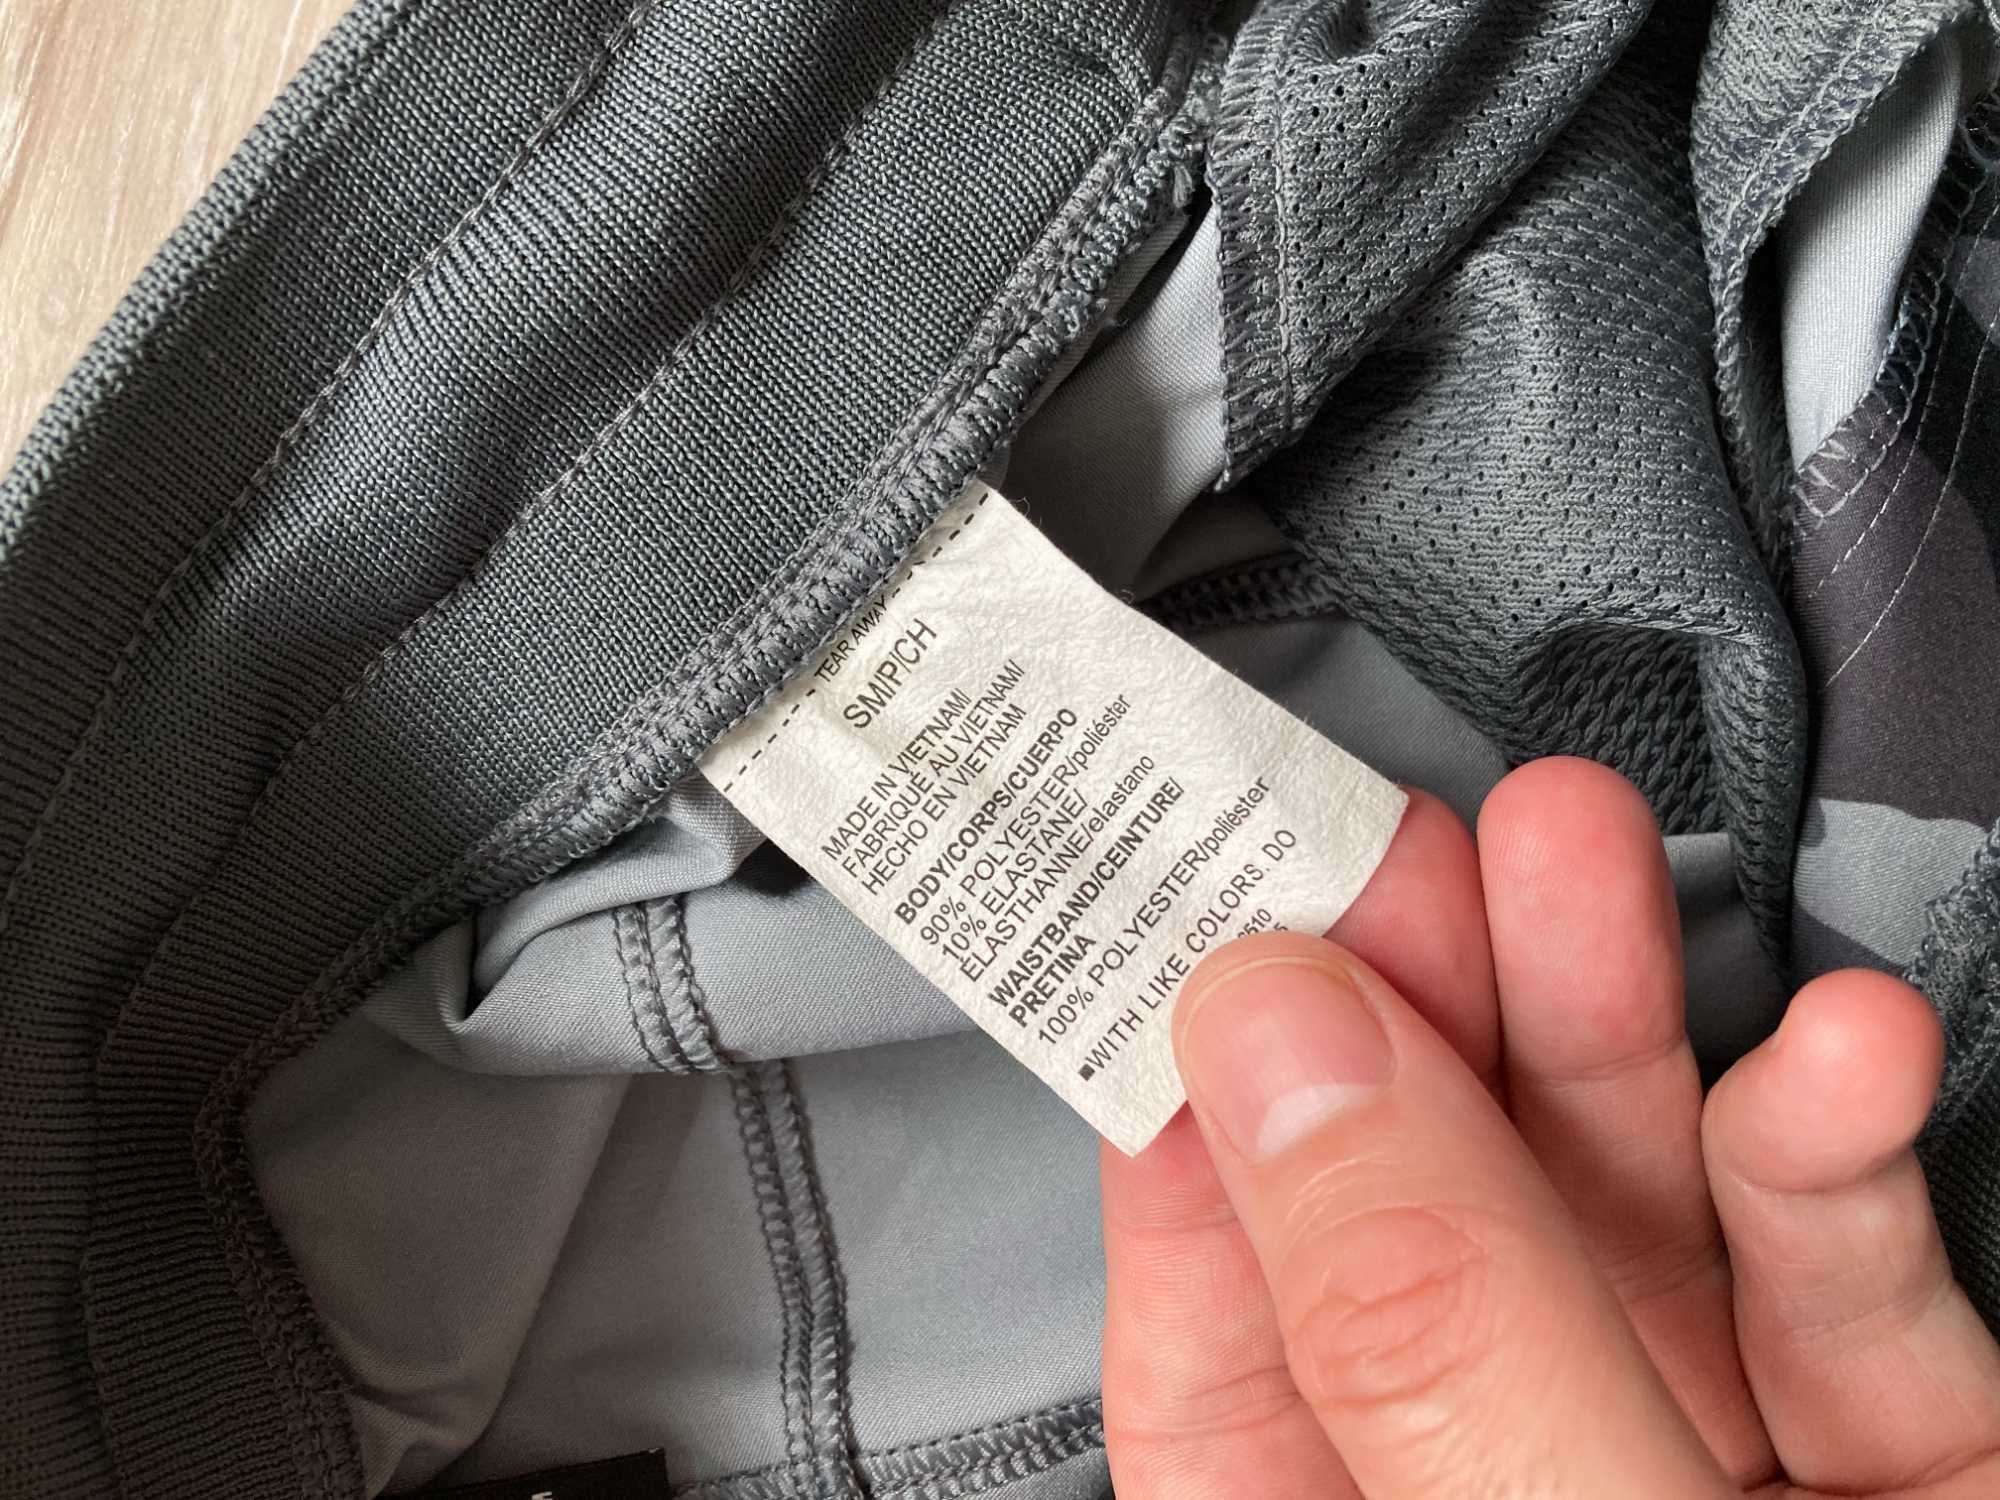 TEAR AWAY
SM/P/CH
MADE IN VIETNAM/
FABRIQUÉ AU VIETNAM/
HECHO EN VIETNAM
BODY/CORPS/CUERPO
90% POLYESTER/poliéster
10% ELASTANE/
ÉLASTHANNE/elastano
WAISTBAND/CEINTURE/
PRETINA
100% POLYESTER/poliéster
■WITH LIKE COLORS. DO